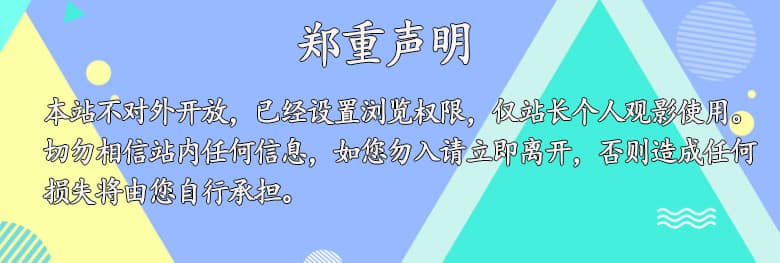 郑重声明
本站不对外开放，已经设置浏览权限，仅站长个人观影使用。
切勿相信站内任何信息，如您勿入请立即离开，否则造成任何
损失将由您自行承担。